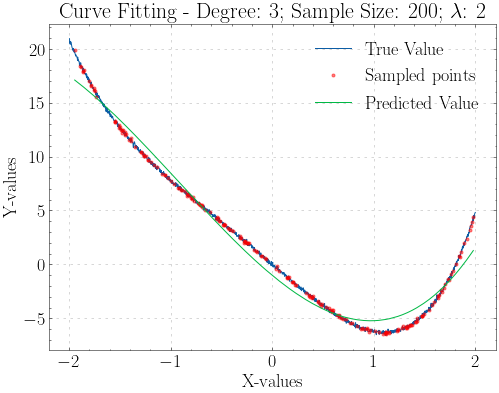 Curve Fitting - Degree: 3; Sample Size: 200; λ: 2
True Value
Sampled points
Predicted Value
Y-values
20
15
10
5
0
−5
−2
−1
0
1
2
X-values